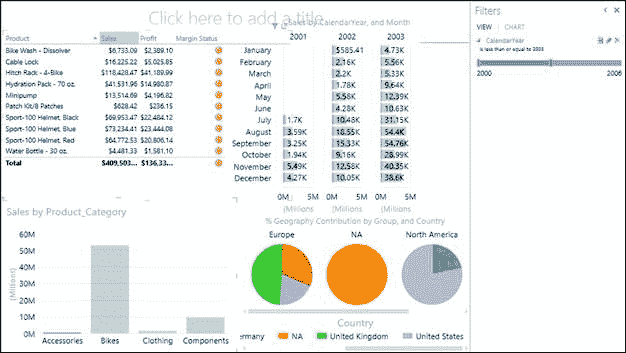 Click here to add a title
Product Sales Profit Margin Status
Bike Wash - Dissolver $6,733.09 $2,389.10
Cable Lock $16,225.22 $5,025.85
Hitch Rack - 4-Bike $118,428.47 $41,189.99
Hydration Pack - 70 oz. $41,531.96 $14,980.87
Minipump $13,514.69 $4,196.82
Patch Kit/8 Patches $628.42 $236.15
Sport-100 Helmet, Black $69,953.47 $22,484.12
Sport-100 Helmet, Blue $73,234.41 $23,444.08
Sport-100 Helmet, Red $64,772.53 $20,806.14
Water Bottle - 30 oz. $4,481.33 $1,581.10
Total $409,503... $136,33...
Sales by CalendarYear, and Month
2001 2002 2003
January $585.41 4.73K
February 2.16K 5.56K
March 2.2K 5.33K
April 1.78K 9.64K
May 5.58K 12.39K
June 4.28K 10.63K
July 1.7K 10.48K 31.15K
August 3.59K 18.55K 54.4K
September 3.25K 15.33K 54.76K
October 1.94K 9.16K 28.99K
November 5.49K 12.58K 40.35K
December 4.27K 10.05K 38.6K
0M 5M 0M 5M 0M 5M
(Millions (Millions (Millions
Filters
VIEW CHART
CalendarYear
is less than or equal to 2003
2000 2006
Sales by Product_Category
(Millions)
60M
50M
40M
30M
20M
10M
0M
Accessories Bikes Clothing Components
% Geography Contribution by Group, and Country
Europe NA North America
Country
ermany NA United Kingdom United States